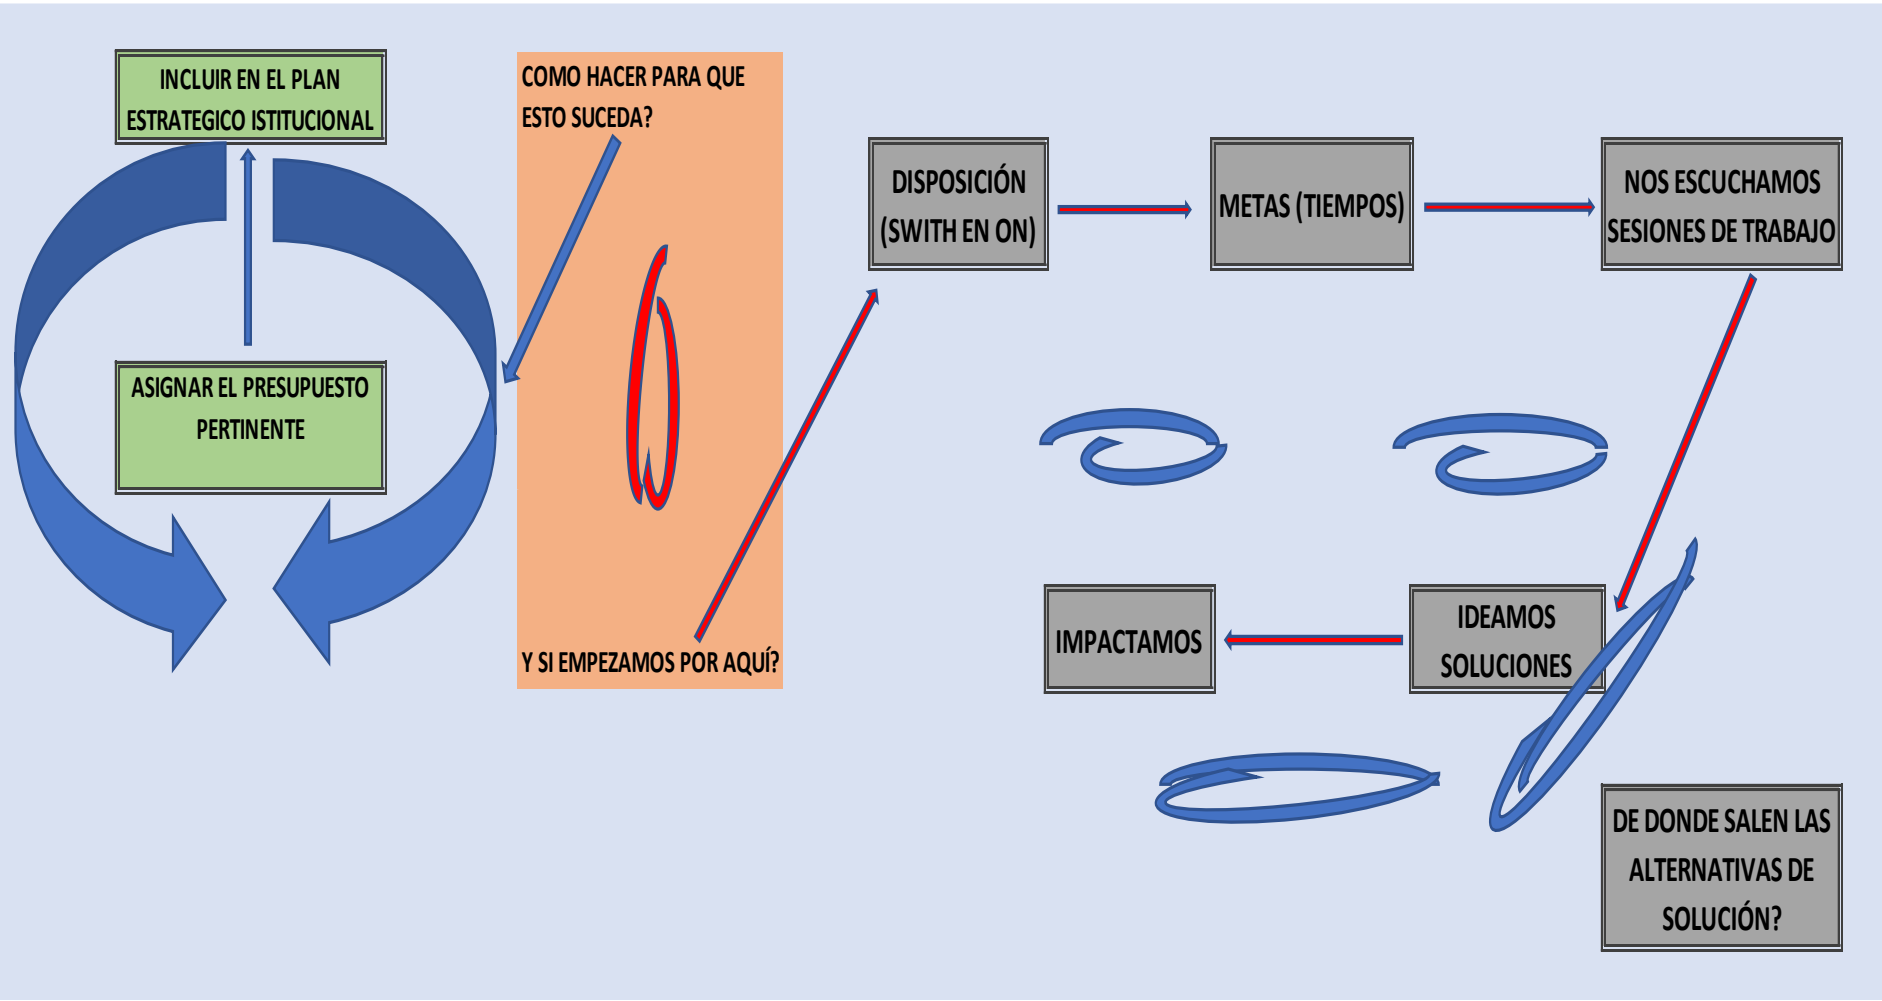 INCLUIR EN EL PLAN
ESTRATEGICO ISTITUCIONAL
ASIGNAR EL PRESUPUESTO
PERTINENTE
COMO HACER PARA QUE
ESTO SUCEDA?
Y SI EMPEZAMOS POR AQUÍ?
DISPOSICIÓN
(SWITH EN ON)
METAS (TIEMPOS)
NOS ESCUCHAMOS
SESIONES DE TRABAJO
IDEAMOS
SOLUCIONES
IMPACTAMOS
DE DONDE SALEN LAS
ALTERNATIVAS DE
SOLUCIÓN?